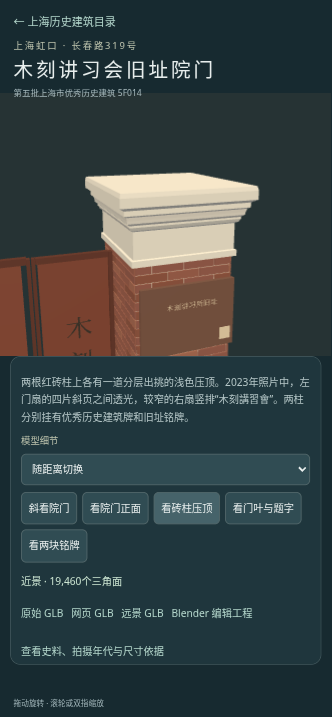 ← 上海历史建筑目录
上海虹口 · 长春路319号
木刻讲习会旧址院门
第五批上海市优秀历史建筑 5F014
木刻讲习所旧址
木
刻
两根红砖柱上各有一道分层出挑的浅色压顶。2023年照片中，左
门扇的四片斜页之间透光，较窄的右扇竖排“木刻講習會”。两柱
分别挂有优秀历史建筑牌和旧址铭牌。
模型细节
随距离切换
斜看院门 看院门正面 看砖柱压顶 看门叶与题字
看两块铭牌
近景 · 19,460个三角面
原始 GLB 网页 GLB 远景 GLB Blender 编辑工程
查看史料、拍摄年代与尺寸依据
拖动旋转 · 滚轮或双指缩放